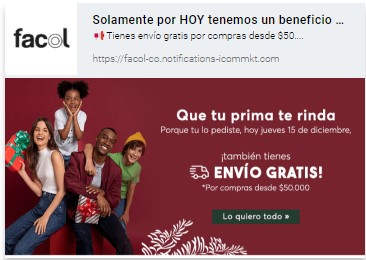 facol
Solamente por HOY tenemos un beneficio ...
Tienes envío gratis por compras desde $50....
https://facol-co.notifications-icommkt.com
Que tu prima te rinda
Porque tu lo pediste, hoy jueves 15 de diciembre,
¡también tienes
ENVÍO GRATIS!
*Por compras desde $50.000
Lo quiero todo »